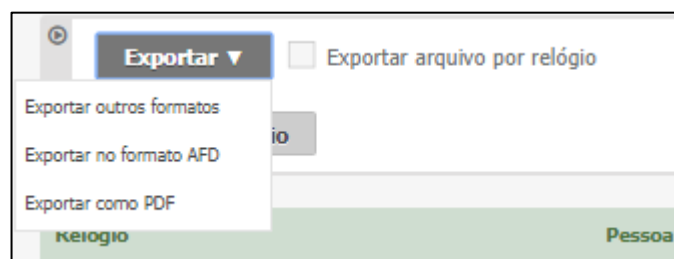 Exportar ▼ Exportar arquivo por relógio
Exportar outros formatos
io
Exportar no formato AFD
Exportar como PDF
Relógio Pessoa